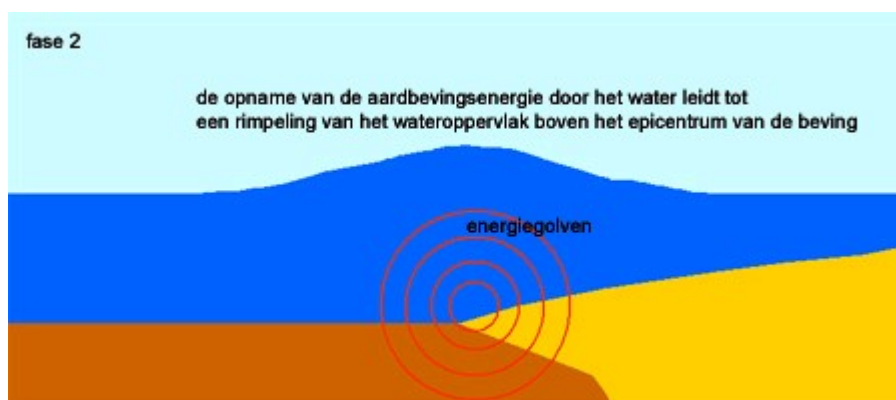 fase 2
de opname van de aardbevingsenergie door het water leidt tot
een rimpeling van het wateroppervlak boven het epicentrum van de beving
energiegolven